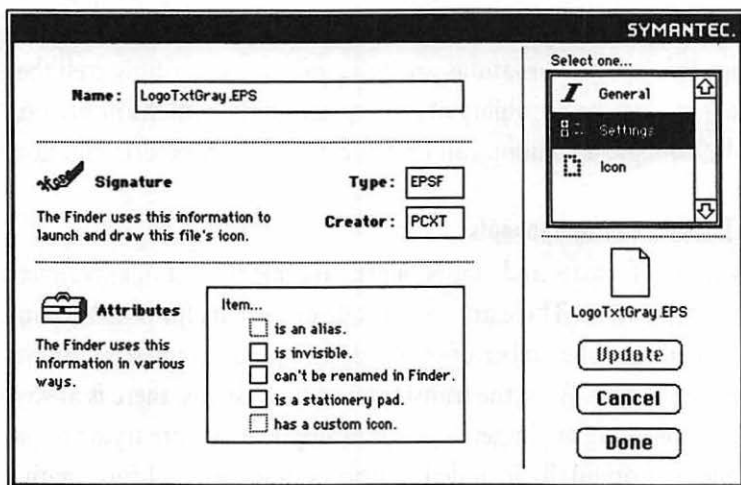 SYMANTEC.
Name: LogoTxtGray.EPS
Signature
The Finder uses this information to
launch and draw this file's icon.
Type: EPSF
Creator: PCXT
Attributes
The Finder uses this
information in various
ways.
Item...
is an alias.
is invisible.
can't be renamed in Finder.
is a stationery pad.
has a custom icon.
Select one...
General
Settings
Icon
LogoTxtGray.EPS
Update
Cancel
Done